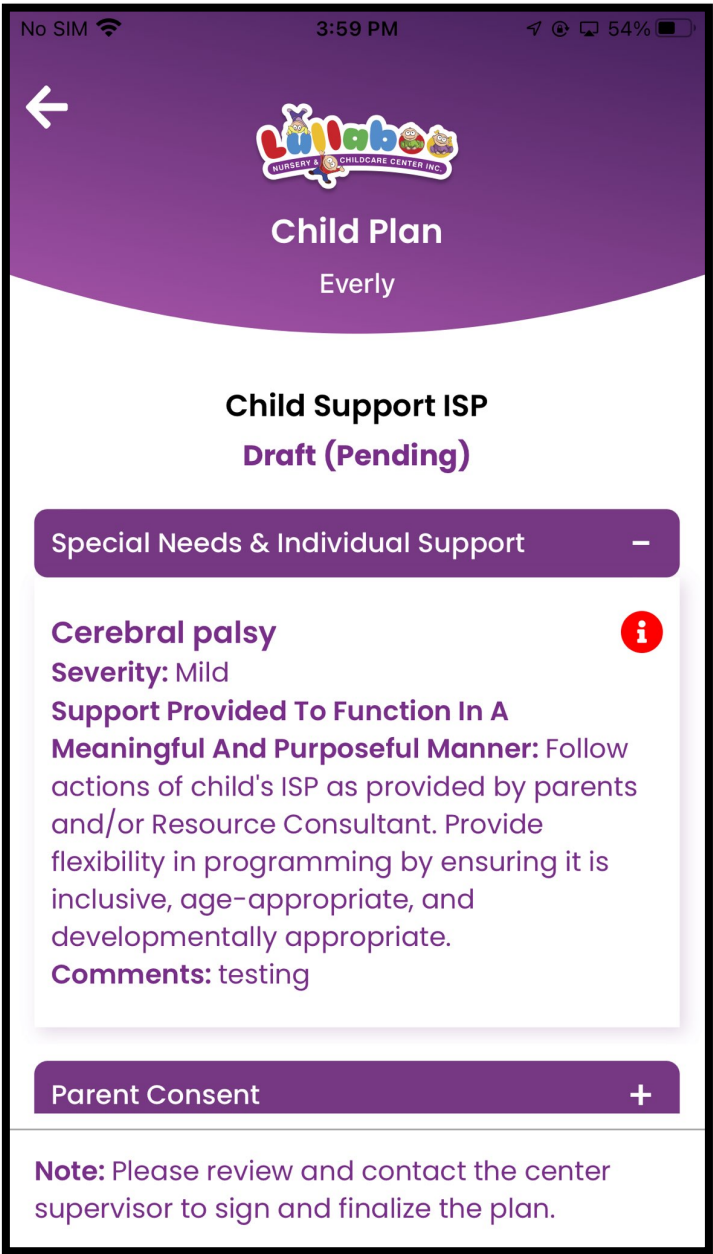 No SIM 3:59 PM 54%
Lullaboo
NURSERY & CHILDCARE CENTER INC.
Child Plan
Everly
Child Support ISP
Draft (Pending)
Special Needs & Individual Support −
Cerebral palsy
Severity: Mild
Support Provided To Function In A
Meaningful And Purposeful Manner: Follow
actions of child's ISP as provided by parents
and/or Resource Consultant. Provide
flexibility in programming by ensuring it is
inclusive, age-appropriate, and
developmentally appropriate.
Comments: testing
Parent Consent +
Note: Please review and contact the center
supervisor to sign and finalize the plan.